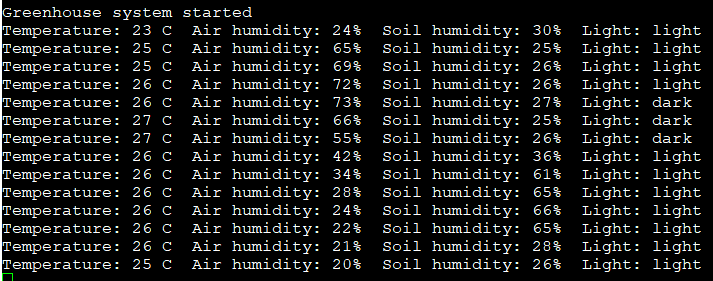 Greenhouse system started
Temperature: 23 C  Air humidity: 24%  Soil humidity: 30%  Light: light
Temperature: 25 C  Air humidity: 65%  Soil humidity: 25%  Light: light
Temperature: 25 C  Air humidity: 69%  Soil humidity: 26%  Light: light
Temperature: 26 C  Air humidity: 72%  Soil humidity: 26%  Light: light
Temperature: 26 C  Air humidity: 73%  Soil humidity: 27%  Light: dark
Temperature: 27 C  Air humidity: 66%  Soil humidity: 25%  Light: dark
Temperature: 27 C  Air humidity: 55%  Soil humidity: 26%  Light: dark
Temperature: 26 C  Air humidity: 42%  Soil humidity: 36%  Light: light
Temperature: 26 C  Air humidity: 34%  Soil humidity: 61%  Light: light
Temperature: 26 C  Air humidity: 28%  Soil humidity: 65%  Light: light
Temperature: 26 C  Air humidity: 24%  Soil humidity: 66%  Light: light
Temperature: 26 C  Air humidity: 22%  Soil humidity: 65%  Light: light
Temperature: 26 C  Air humidity: 21%  Soil humidity: 28%  Light: light
Temperature: 25 C  Air humidity: 20%  Soil humidity: 26%  Light: light